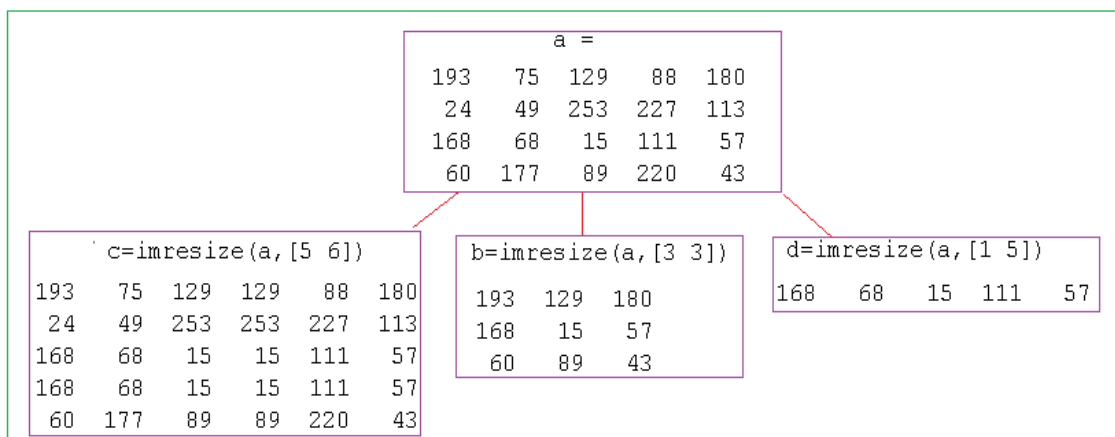 a =
193 75 129 88 180
24 49 253 227 113
168 68 15 111 57
60 177 89 220 43
c=imresize(a,[5 6])
193 75 129 129 88 180
24 49 253 253 227 113
168 68 15 15 111 57
168 68 15 15 111 57
60 177 89 89 220 43
b=imresize(a,[3 3])
193 129 180
168 15 57
60 89 43
d=imresize(a,[1 5])
168 68 15 111 57